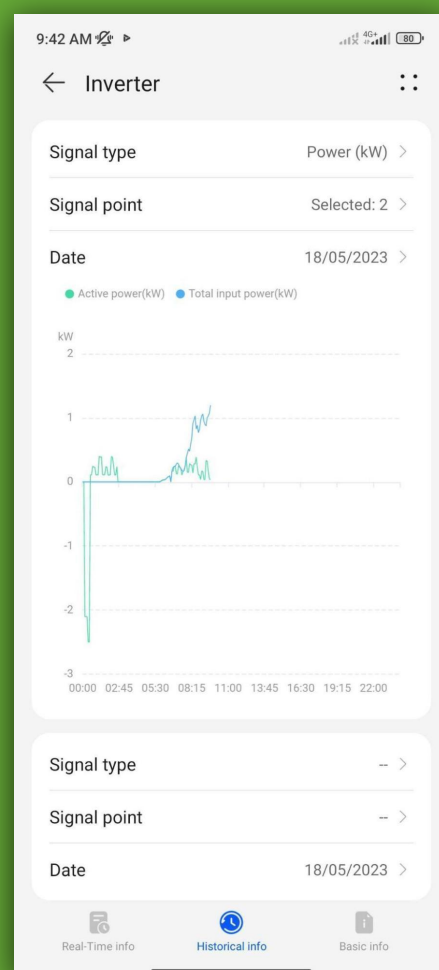 9:42 AM
4G+
80
Inverter
Signal type Power (kW)
Signal point Selected: 2
Date 18/05/2023
Active power(kW) Total input power(kW)
kW
2
1
0
-1
-2
-3
00:00 02:45 05:30 08:15 11:00 13:45 16:30 19:15 22:00
Signal type --
Signal point --
Date 18/05/2023
Real-Time info Historical info Basic info